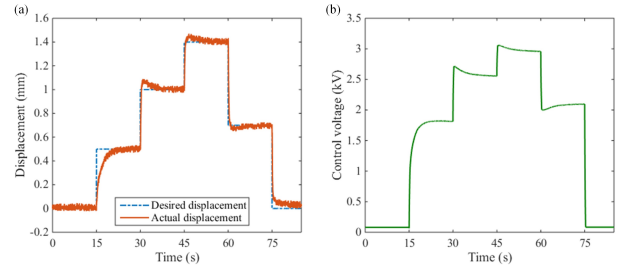 (a)
1.6
1.4
1.2
1
0.8
0.6
0.4
0.2
0
-0.2
Displacement (mm)
Desired displacement
Actual displacement
0 15 30 45 60 75
Time (s)
(b)
3.5
3
2.5
2
1.5
1
0.5
0
Control voltage (kV)
0 15 30 45 60 75
Time (s)